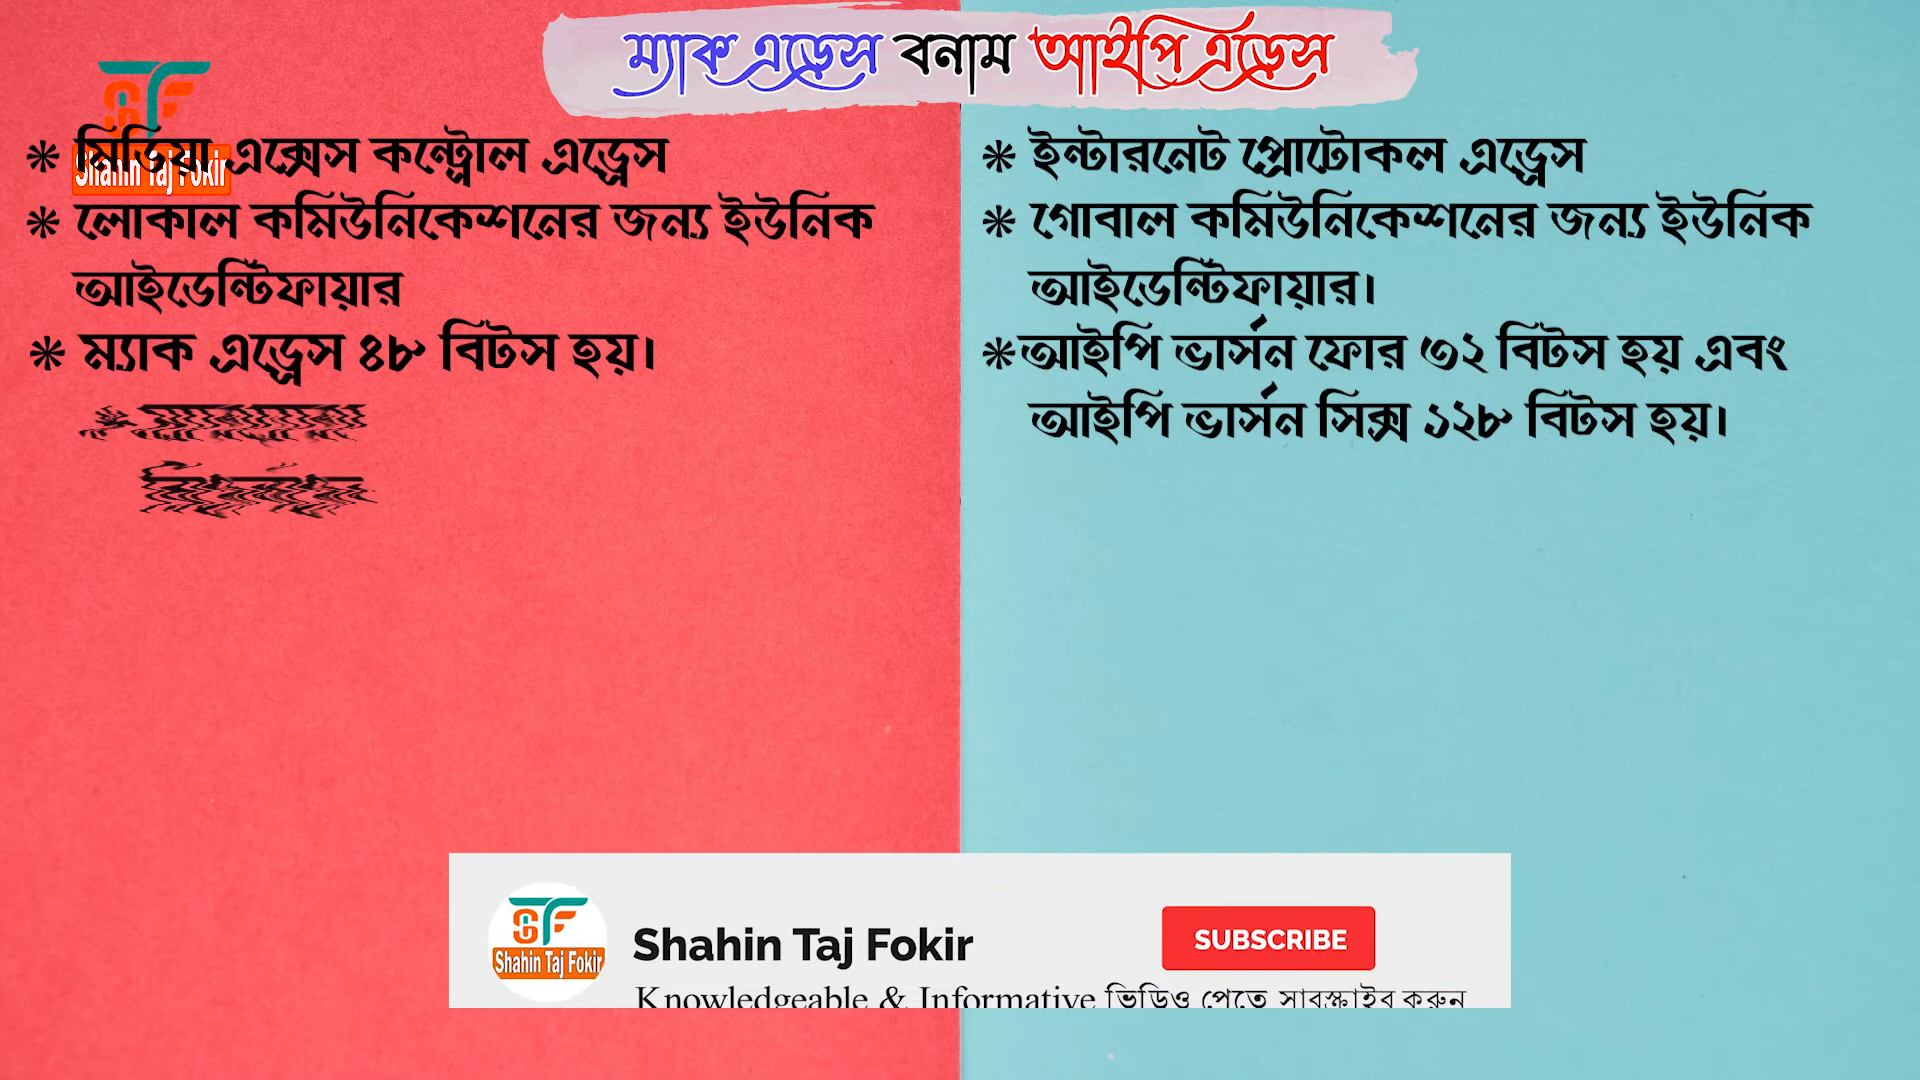 ম্যাক এড্রেস বনাম আইপি এড্রেস
* মিডিয়া এক্সেস কন্ট্রোল এড্রেস
* লোকাল কমিউনিকেশনের জন্য ইউনিক
আইডেন্টিফায়ার
* ম্যাক এড্রেস ৪৮ বিটস হয়।
* ইন্টারনেট প্রোটোকল এড্রেস
* গোবাল কমিউনিকেশনের জন্য ইউনিক
আইডেন্টিফায়ার।
*আইপি ভার্সন ফোর ৩২ বিটস হয় এবং
আইপি ভার্সন সিক্স ১২৮ বিটস হয়।
Shahin Taj Fokir
Shahin Taj Fokir
Shahin Taj Fokir
SUBSCRIBE
Knowledgeable & Informative ভিডিও পেতে সাবস্ক্রাইব করুন